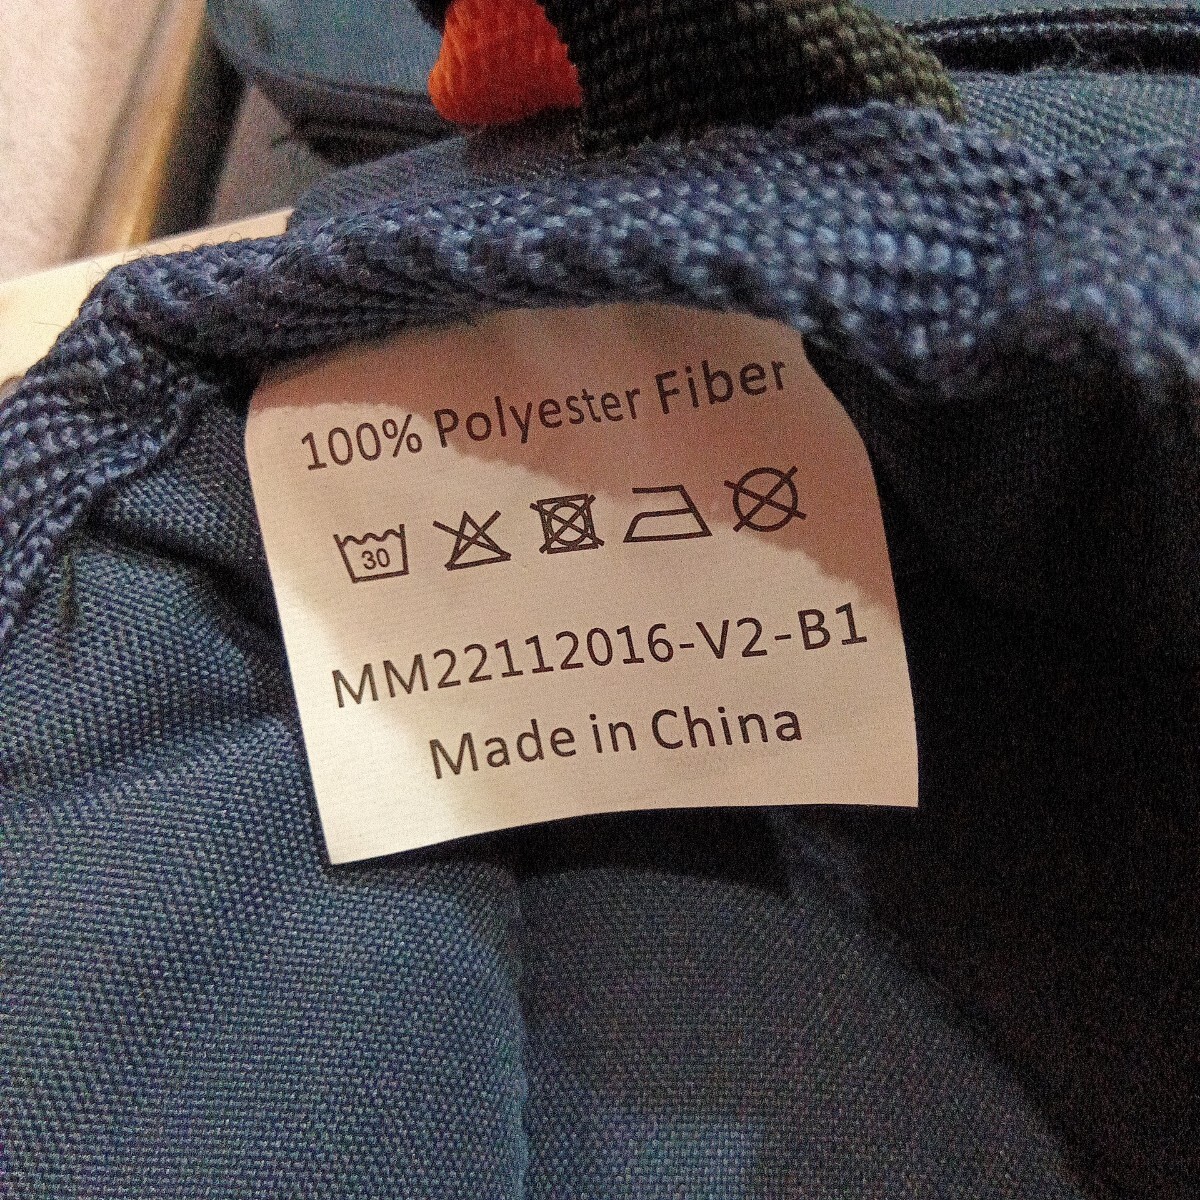 100% Polyester Fiber
30
MM22112016-V2-B1
Made in China